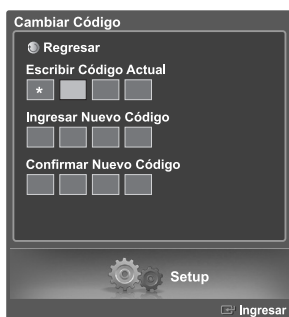 Cambiar Código
Regresar
Escribir Código Actual
*
Ingresar Nuevo Código
Confirmar Nuevo Código
Setup
Ingresar